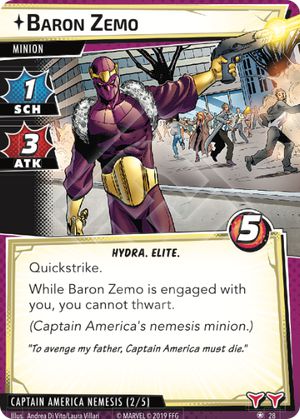 BARON ZEMO
MINION
1
SCH
3
ATK
5
HYDRA. ELITE.
Quickstrike.
While Baron Zemo is engaged with
you, you cannot thwart.
(Captain America's nemesis minion.)
"To avenge my father, Captain America must die."
CAPTAIN AMERICA NEMESIS (2/5)
Illus. Andrea Di Vito/Laura Villari
© MARVEL © 2019 FFG
28